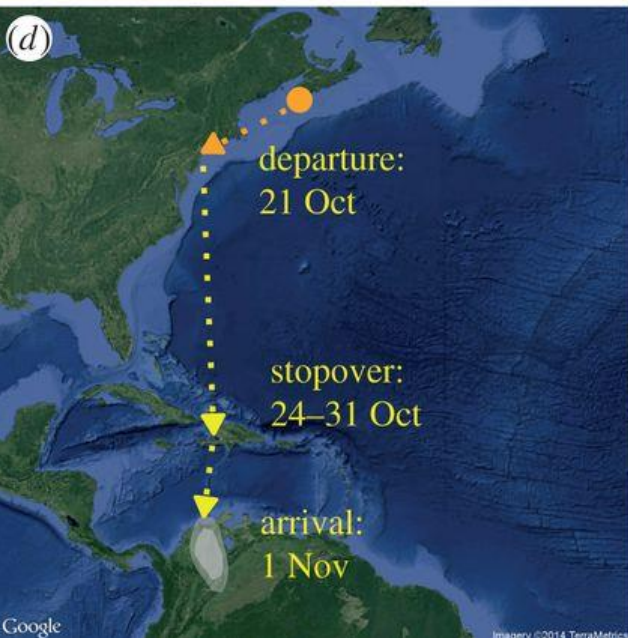 (d)
departure:
21 Oct
stopover:
24–31 Oct
arrival:
1 Nov
Google
Imagery ©2014 TerraMetrics